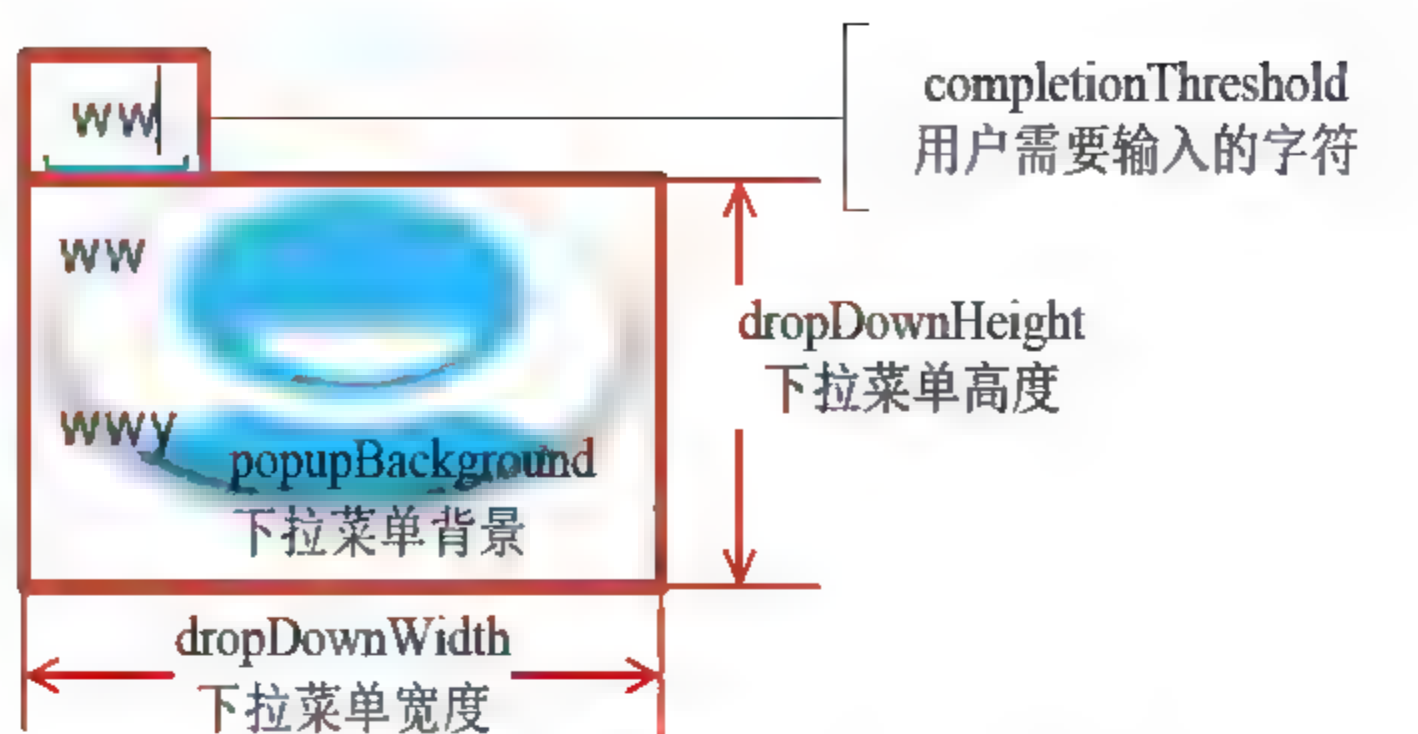 completionThreshold
用户需要输入的字符
ww
ww
dropDownHeight
下拉菜单高度
wwy
popupBackground
下拉菜单背景
dropDownWidth
下拉菜单宽度